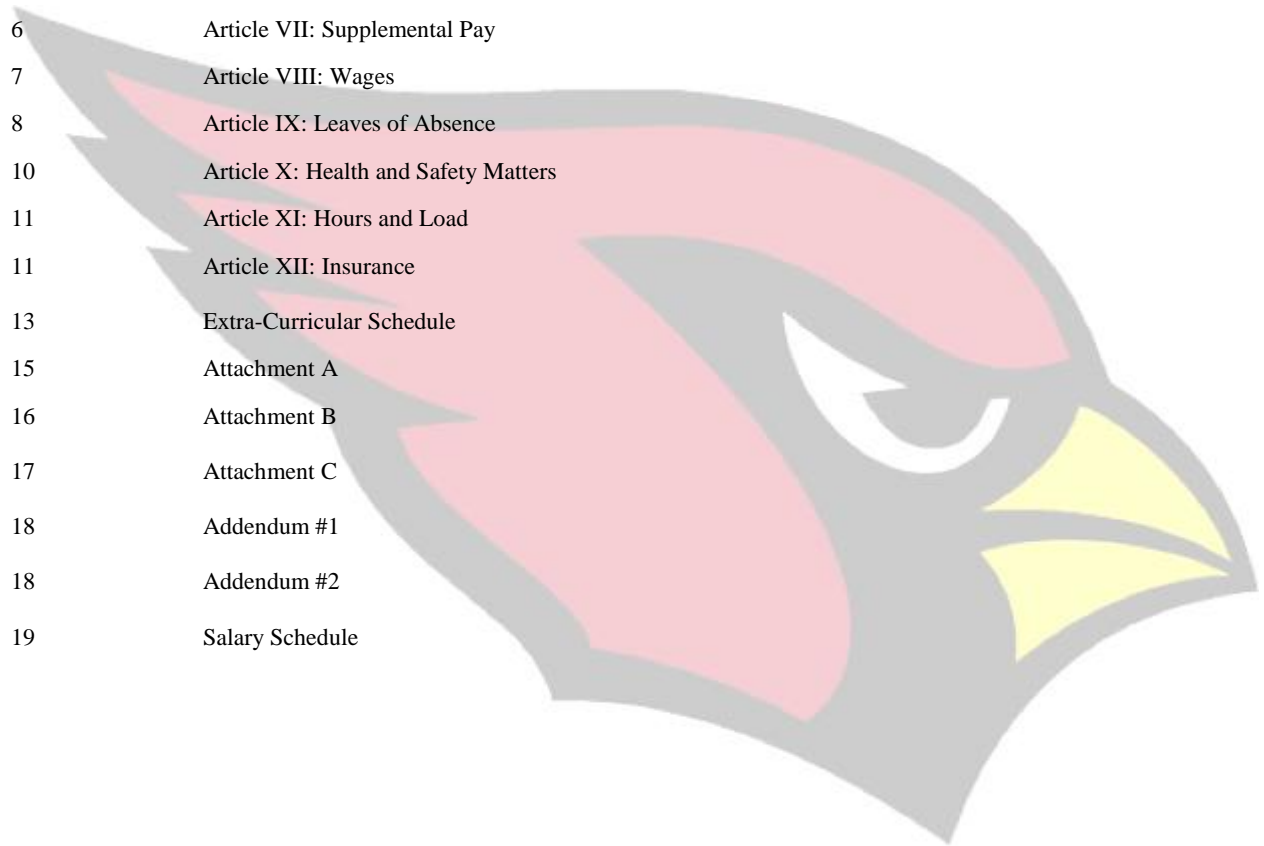 6 Article VII: Supplemental Pay
7 Article VIII: Wages
8 Article IX: Leaves of Absence
10 Article X: Health and Safety Matters
11 Article XI: Hours and Load
11 Article XII: Insurance
13 Extra-Curricular Schedule
15 Attachment A
16 Attachment B
17 Attachment C
18 Addendum #1
18 Addendum #2
19 Salary Schedule